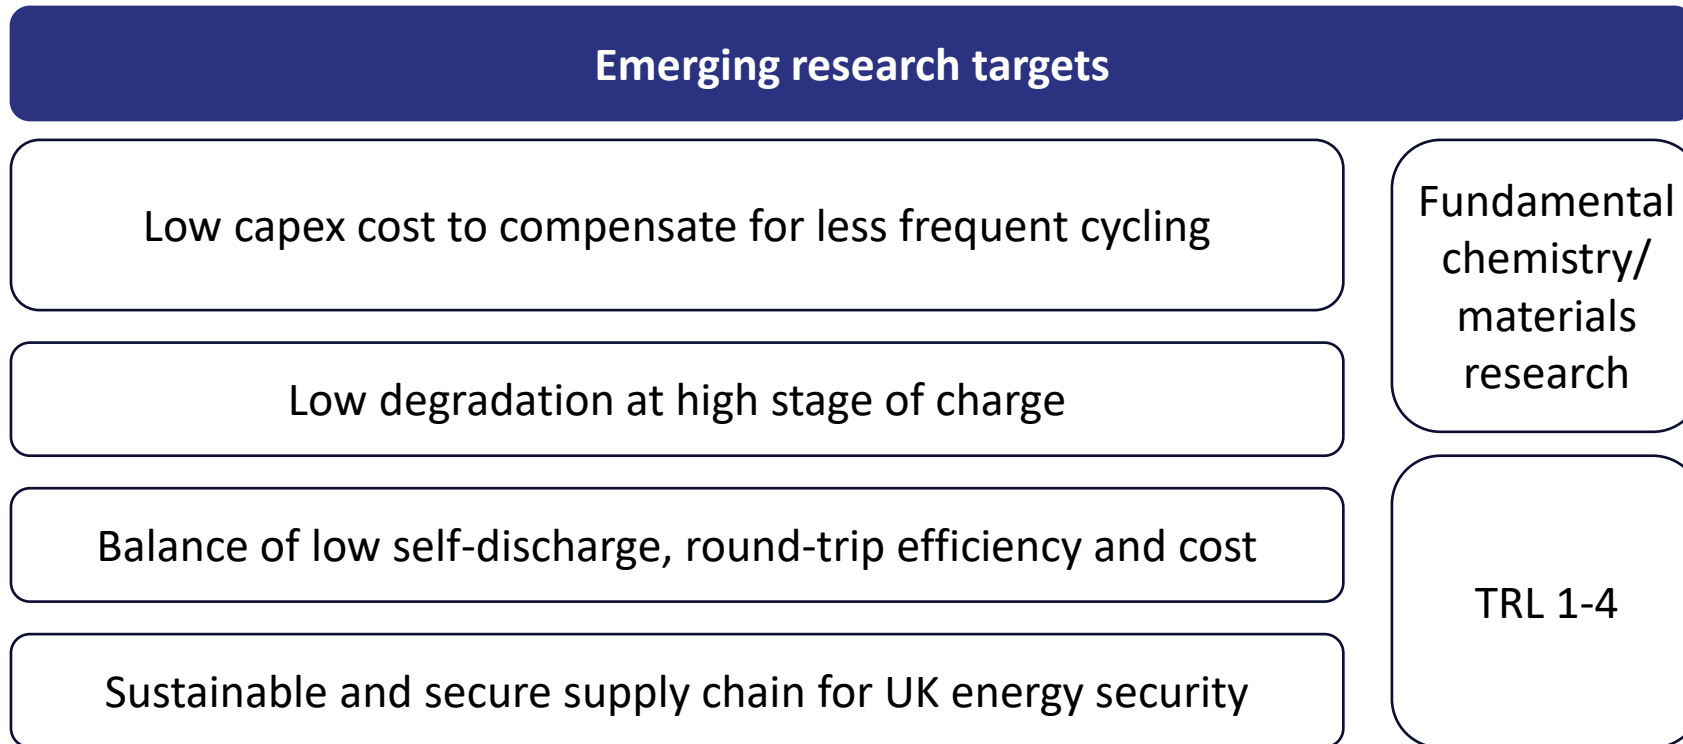 Emerging research targets
Low capex cost to compensate for less frequent cycling
Low degradation at high stage of charge
Balance of low self-discharge, round-trip efficiency and cost
Sustainable and secure supply chain for UK energy security
Fundamental
chemistry/
materials
research
TRL 1-4